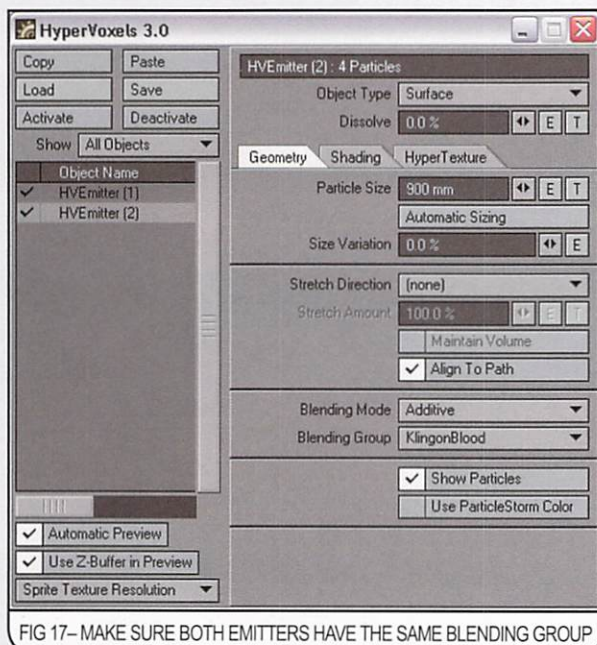 HyperVoxels 3.0
Copy Paste
Load Save
Activate Deactivate
Show All Objects
Object Name
HVEmitter (1)
HVEmitter (2)
Automatic Preview
Use Z-Buffer in Preview
Sprite Texture Resolution
HVEmitter (2) : 4 Particles
Object Type Surface
Dissolve 0.0 % E T
Geometry Shading HyperTexture
Particle Size 900 mm E T
Automatic Sizing
Size Variation 0.0 % E
Stretch Direction (none)
Stretch Amount 100.0 % E T
Maintain Volume
Align To Path
Blending Mode Additive
Blending Group KlingonBlood
Show Particles
Use ParticleStorm Color
FIG 17– MAKE SURE BOTH EMITTERS HAVE THE SAME BLENDING GROUP